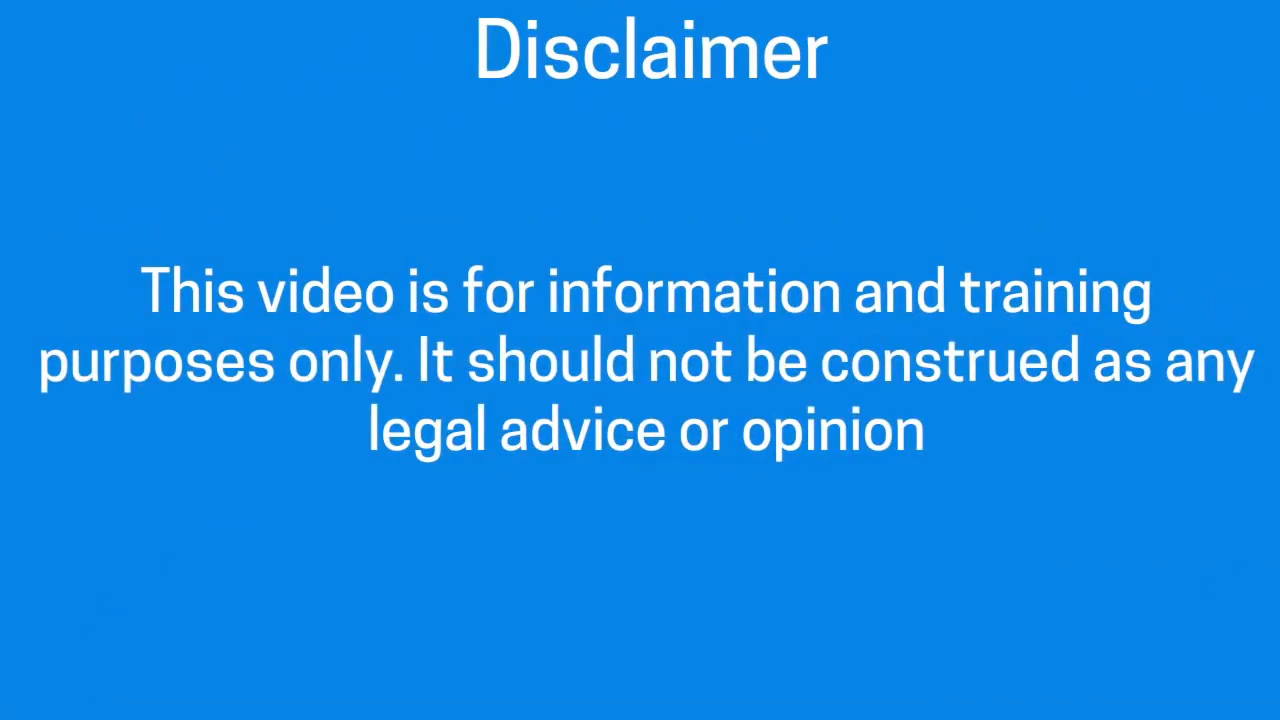 Disclaimer
This video is for information and training
purposes only. It should not be construed as any
legal advice or opinion